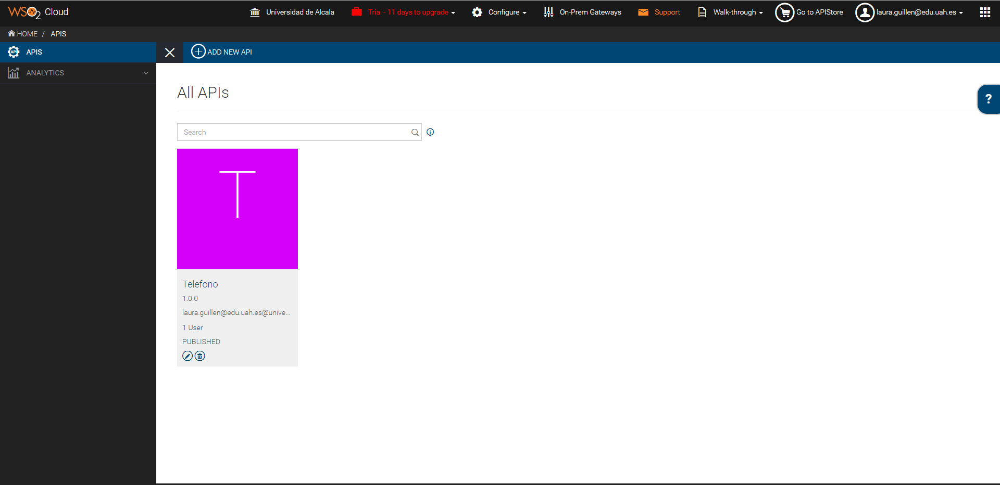 WSO2 Cloud
Universidad de Alcala
Trial - 11 days to upgrade
Configure
On-Prem Gateways
Support
Walk-through
Go to APIStore
laura.guillen@edu.uah.es
HOME / APIS
API
APIS
ADD NEW API
ANALYTICS
All APIs
?
Search
T
Telefono
1.0.0
laura.guillen@edu.uah.es@unive...
1 User
PUBLISHED